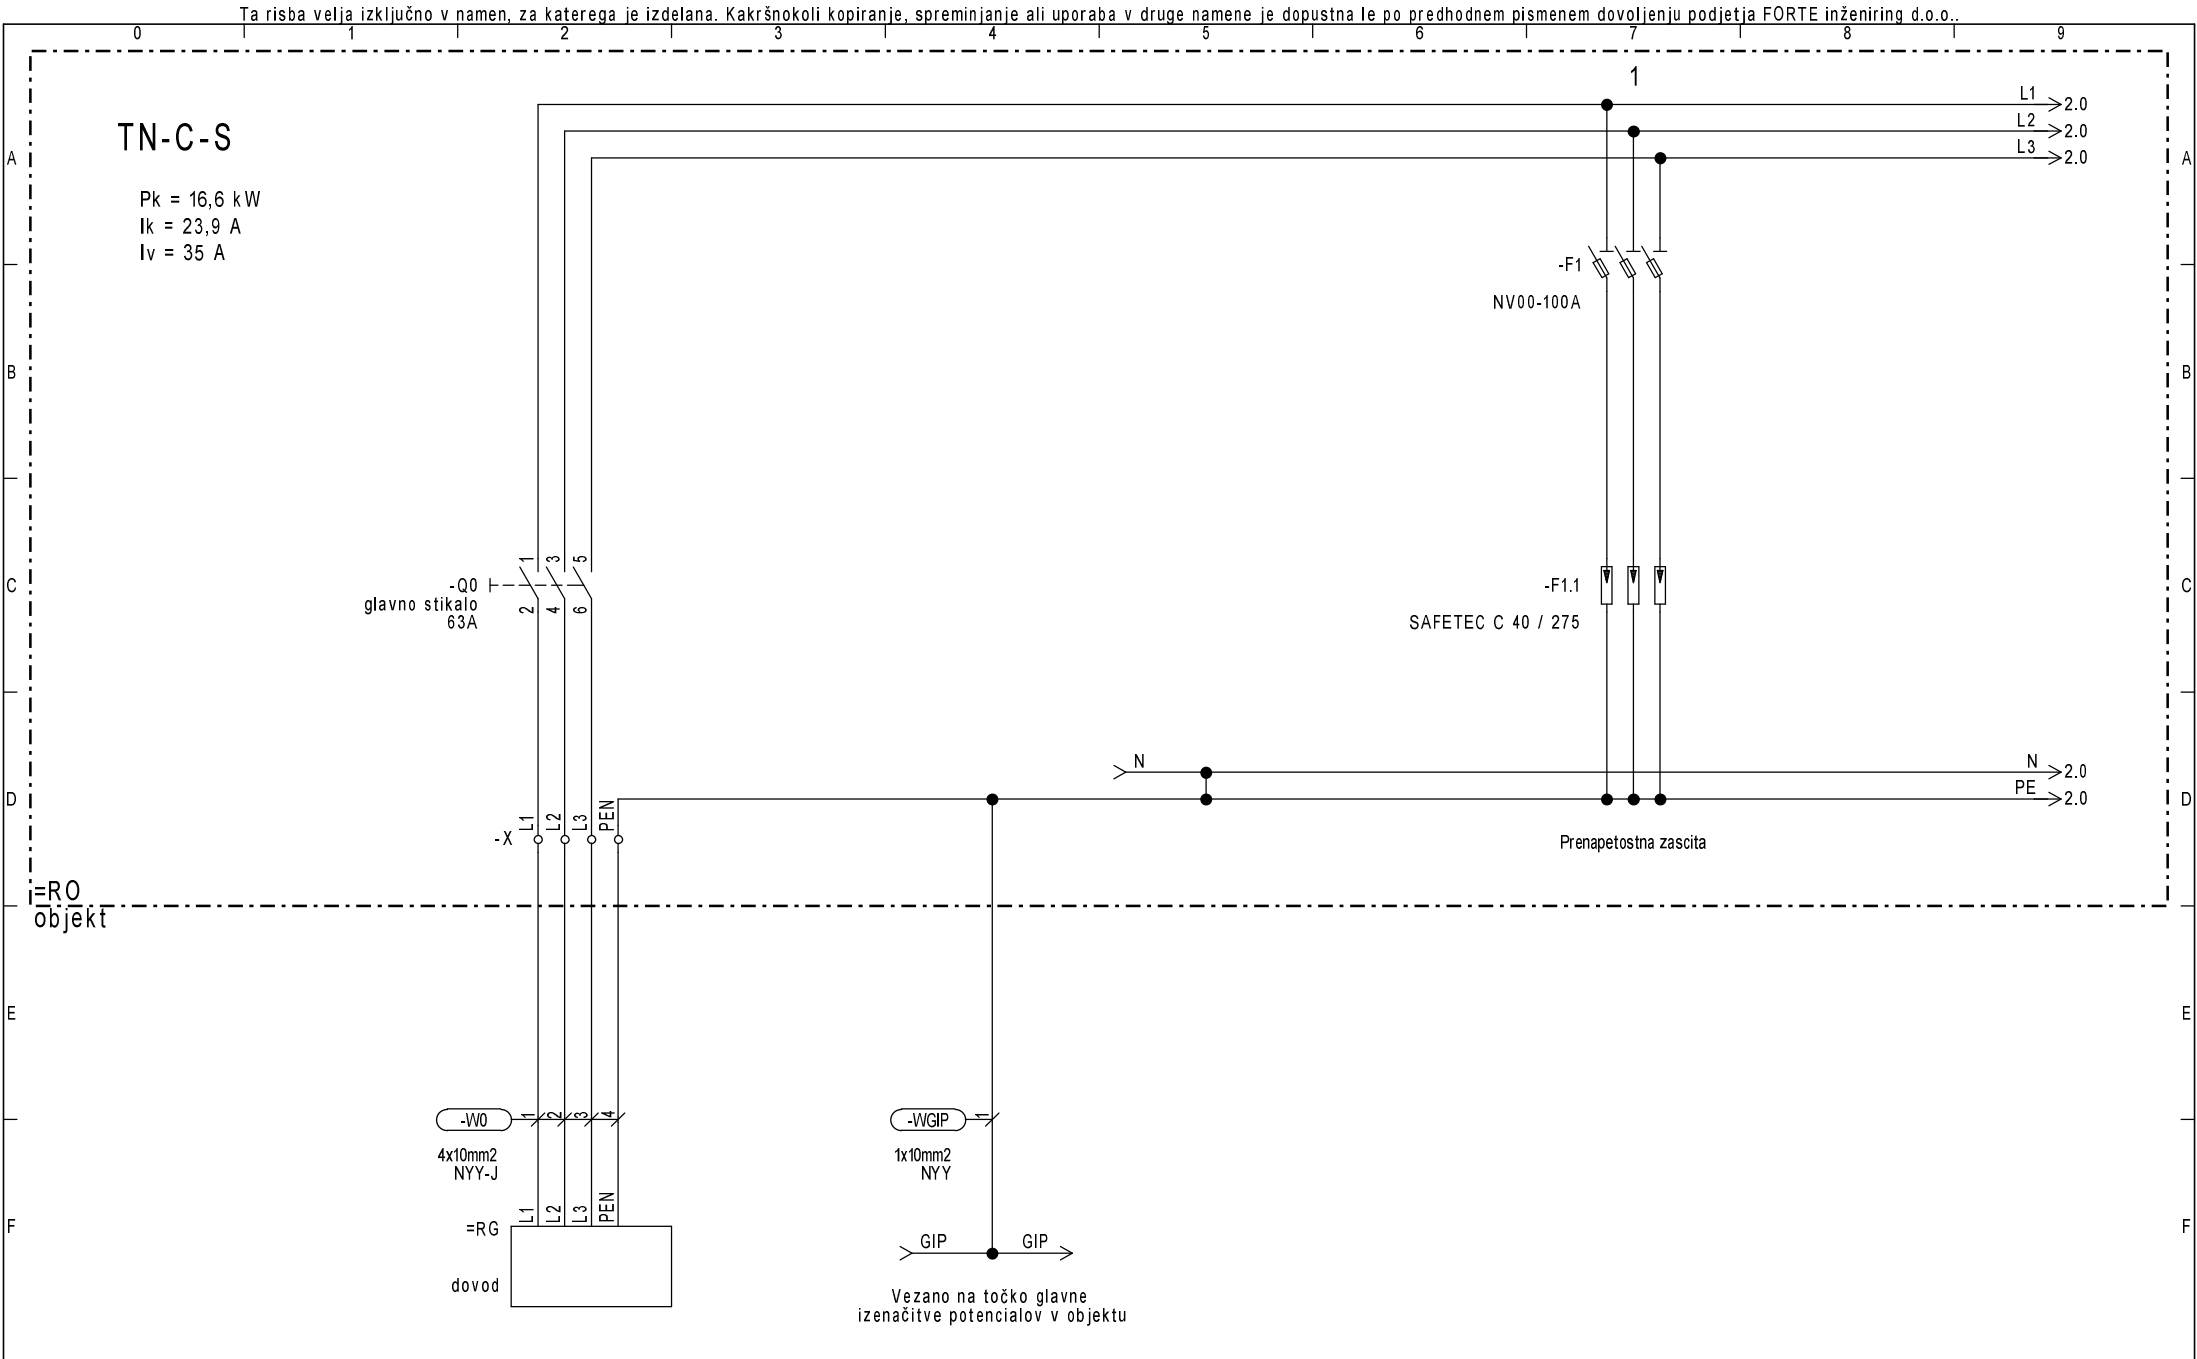 Ta risba velja izključno v namen, za katerega je izdelana. Kakršnokoli kopiranje, spreminjanje ali uporaba v druge namene je dopustna le po predhodnem pismenem dovoljenju podjetja FORTE inženiring d.o.o..
0 1 2 3 4 5 6 7 8 9
1
L1 2.0
L2 2.0
L3 2.0
TN-C-S
A A
Pk = 16,6 kW
Ik = 23,9 A
Iv = 35 A
-F1
NV00-100A
B B
1 3 5
-Q0
glavno stikalo
63A
2 4 6
C C
-F1.1
SAFETEC C 40 / 275
N N 2.0
PE 2.0
D D
-X L1 L2 L3 PEN
Prenapetostna zascita
=RO
objekt
E E
-W0 1 2 3 4
4x10mm2
NYY-J
-WGIP 1
1x10mm2
NYY
L1 L2 L3 PEN
F F
=RG
dovod
GIP GIP
Vezano na točko glavne
izenačitve potencialov v objektu